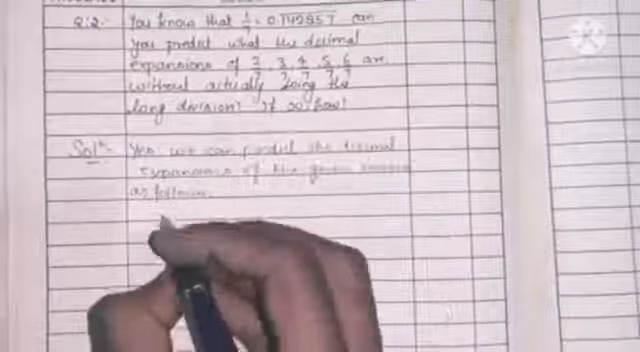 Q.2. You know that 1/7 = 0.142857 can
you predict what the decimal
expansions of 2/7, 3/7, 4/7, 5/7, 6/7 are
without actually doing the
long division? If so, how?
Sol:- Yes we can predict the decimal
expansions of the given
as follows.